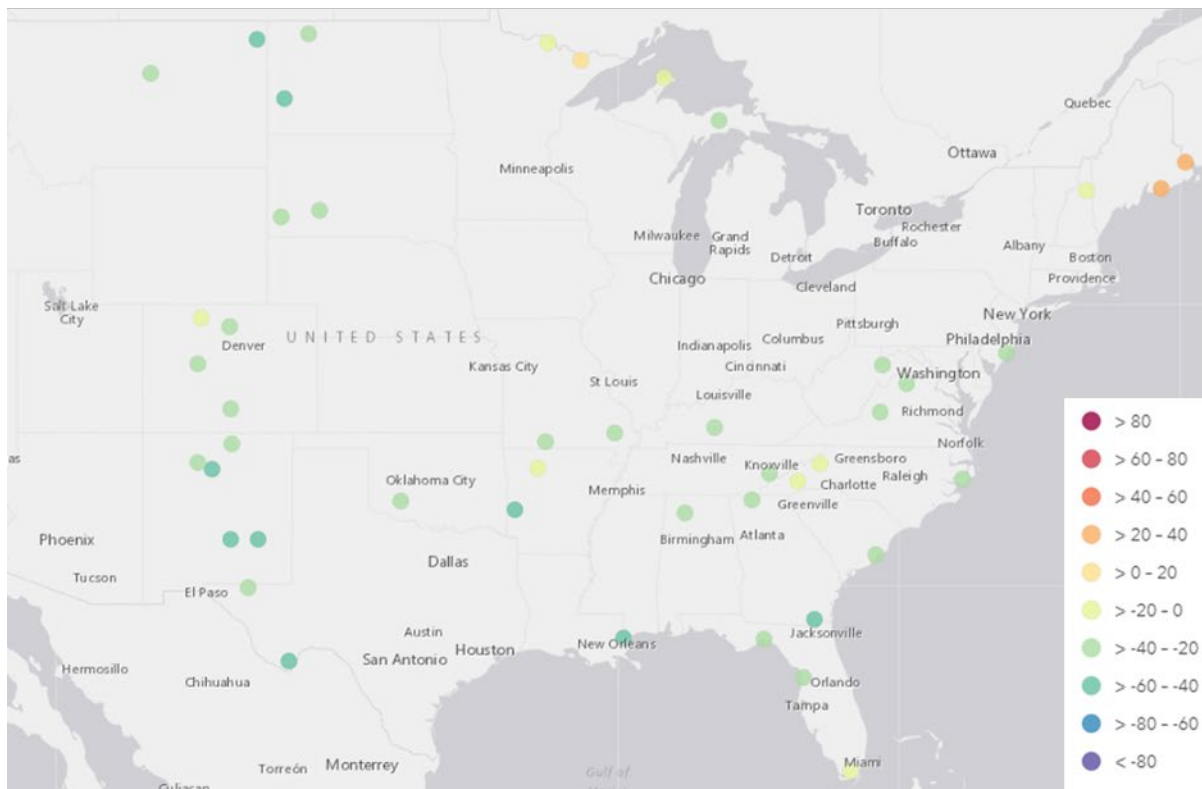 Quebec
Ottawa
Minneapolis
Toronto
Rochester
Milwaukee
Grand
Rapids
Buffalo
Albany
Detroit
Boston
Chicago
Providence
Cleveland
Salt Lake
City
New York
Pittsburgh
UNITED STATES
Columbus
Philadelphia
Denver
Indianapolis
Kansas City
Cincinnati
Washington
St Louis
Louisville
Richmond
Norfolk
as
Nashville
Knoxville
Greensboro
Raleigh
Oklahoma City
Charlotte
Memphis
Greenville
Phoenix
Birmingham
Atlanta
Dallas
Tucson
El Paso
Austin
Jacksonville
New Orleans
Houston
San Antonio
Hermosillo
Chihuahua
Orlando
Tampa
Miami
Torreón
Monterrey
Gulf of
> 80
> 60 - 80
> 40 - 60
> 20 - 40
> 0 - 20
> -20 - 0
> -40 - -20
> -60 - -40
> -80 - -60
< -80